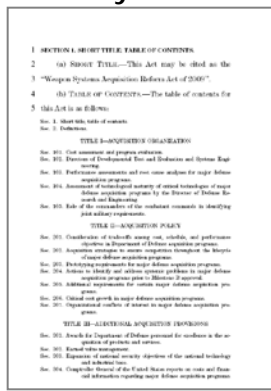 1 SECTION 1. SHORT TITLE; TABLE OF CONTENTS.
2 (a) SHORT TITLE.—This Act may be cited as the
3 "Weapon Systems Acquisition Reform Act of 2009".
4 (b) TABLE OF CONTENTS.—The table of contents for
5 this Act is as follows:
Sec. 1. Short title; table of contents.
Sec. 2. Definitions.
TITLE I—ACQUISITION ORGANIZATION
Sec. 101. Cost assessment and program evaluation.
Sec. 102. Directors of Developmental Test and Evaluation and Systems Engi-
neering.
Sec. 103. Performance assessments and root cause analyses for major defense
acquisition programs.
Sec. 104. Assessment of technological maturity of critical technologies of major
defense acquisition programs by the Director of Defense Re-
search and Engineering.
Sec. 105. Role of the commanders of the combatant commands in identifying
joint military requirements.
TITLE II—ACQUISITION POLICY
Sec. 201. Consideration of trade-offs among cost, schedule, and performance
objectives in Department of Defense acquisition programs.
Sec. 202. Acquisition strategies to ensure competition throughout the lifecycle
of major defense acquisition programs.
Sec. 203. Prototyping requirements for major defense acquisition programs.
Sec. 204. Actions to identify and address systemic problems in major defense
acquisition programs prior to Milestone B approval.
Sec. 205. Additional requirements for certain major defense acquisition pro-
grams.
Sec. 206. Critical cost growth in major defense acquisition programs.
Sec. 207. Organizational conflicts of interest in major defense acquisition pro-
grams.
TITLE III—ADDITIONAL ACQUISITION PROVISIONS
Sec. 301. Awards for Department of Defense personnel for excellence in the ac-
quisition of products and services.
Sec. 302. Earned value management.
Sec. 303. Expansion of national security objectives of the national technology
and industrial base.
Sec. 304. Comptroller General of the United States reports on costs and finan-
cial information regarding major defense acquisition programs.